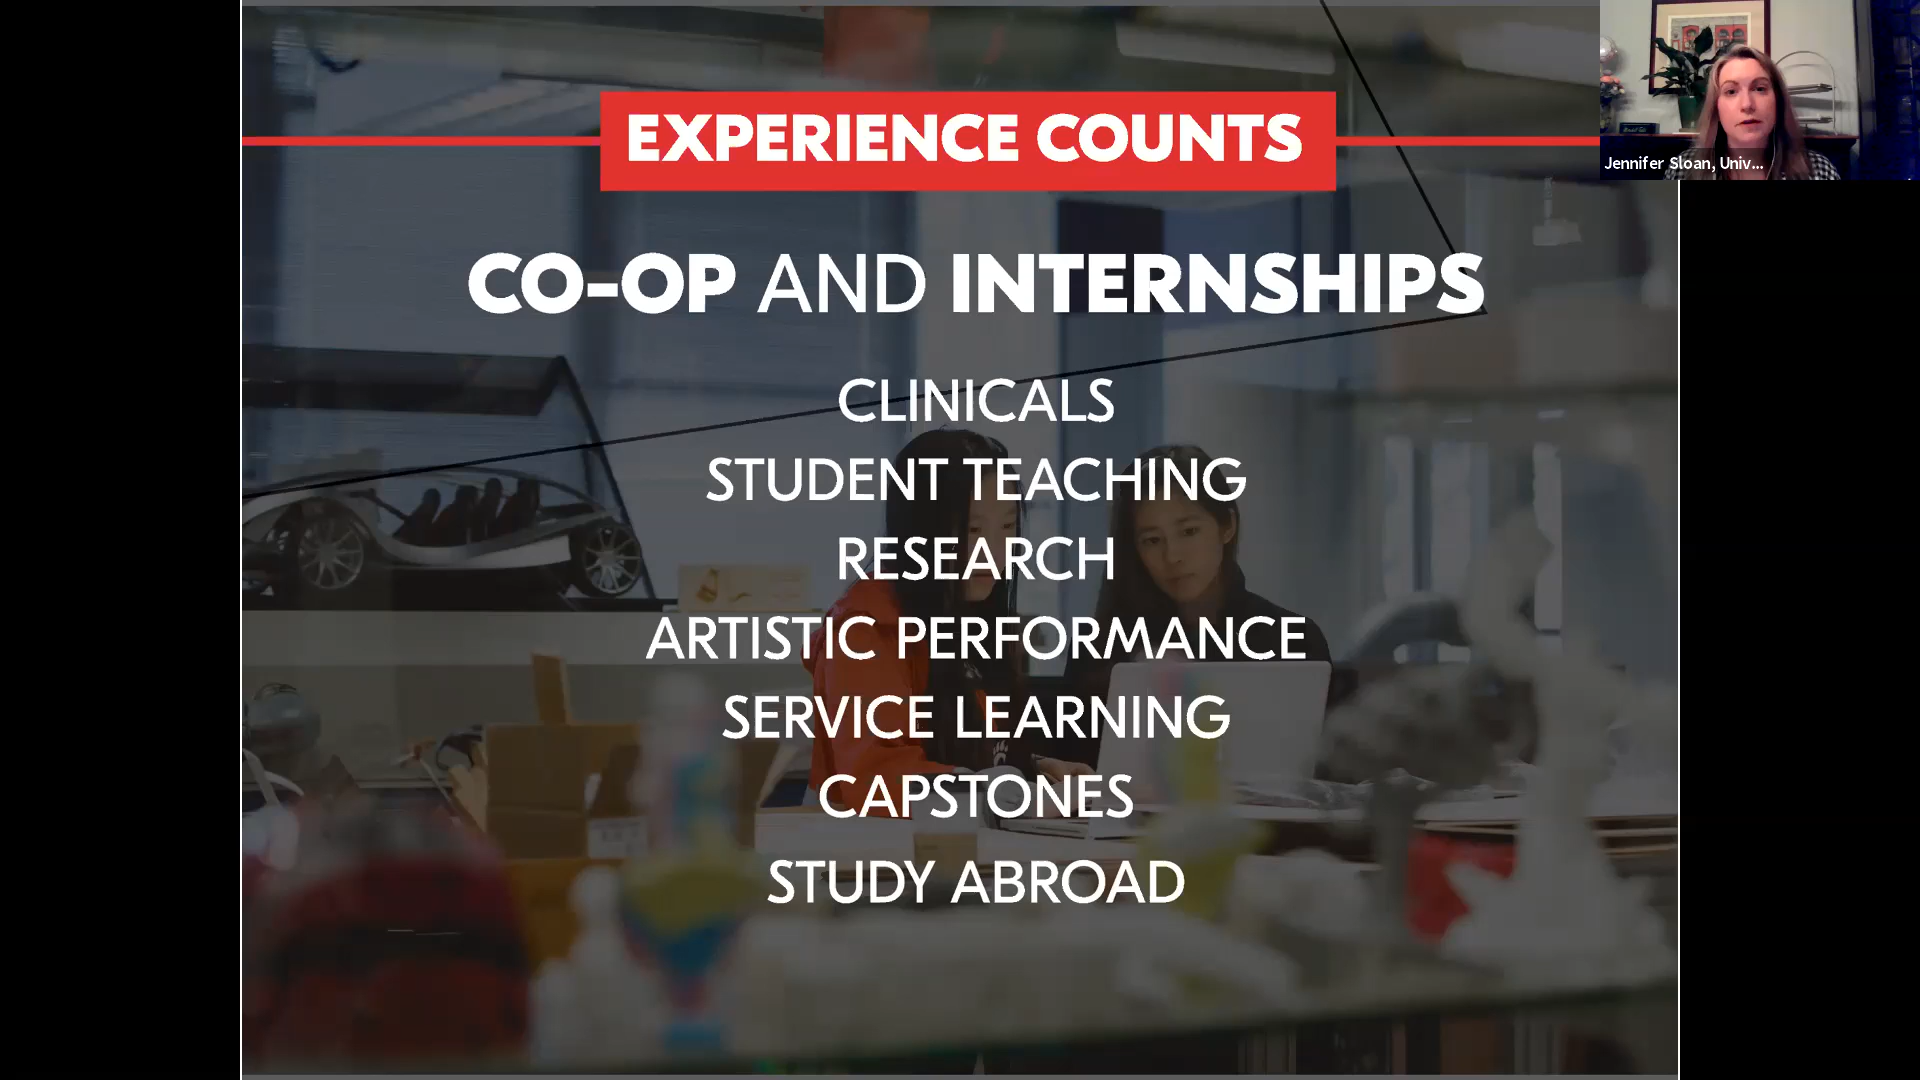 EXPERIENCE COUNTS
CO-OP AND INTERNSHIPS
CLINICALS
STUDENT TEACHING
RESEARCH
ARTISTIC PERFORMANCE
SERVICE LEARNING
CAPSTONES
STUDY ABROAD
Jennifer Sloan, Univ...